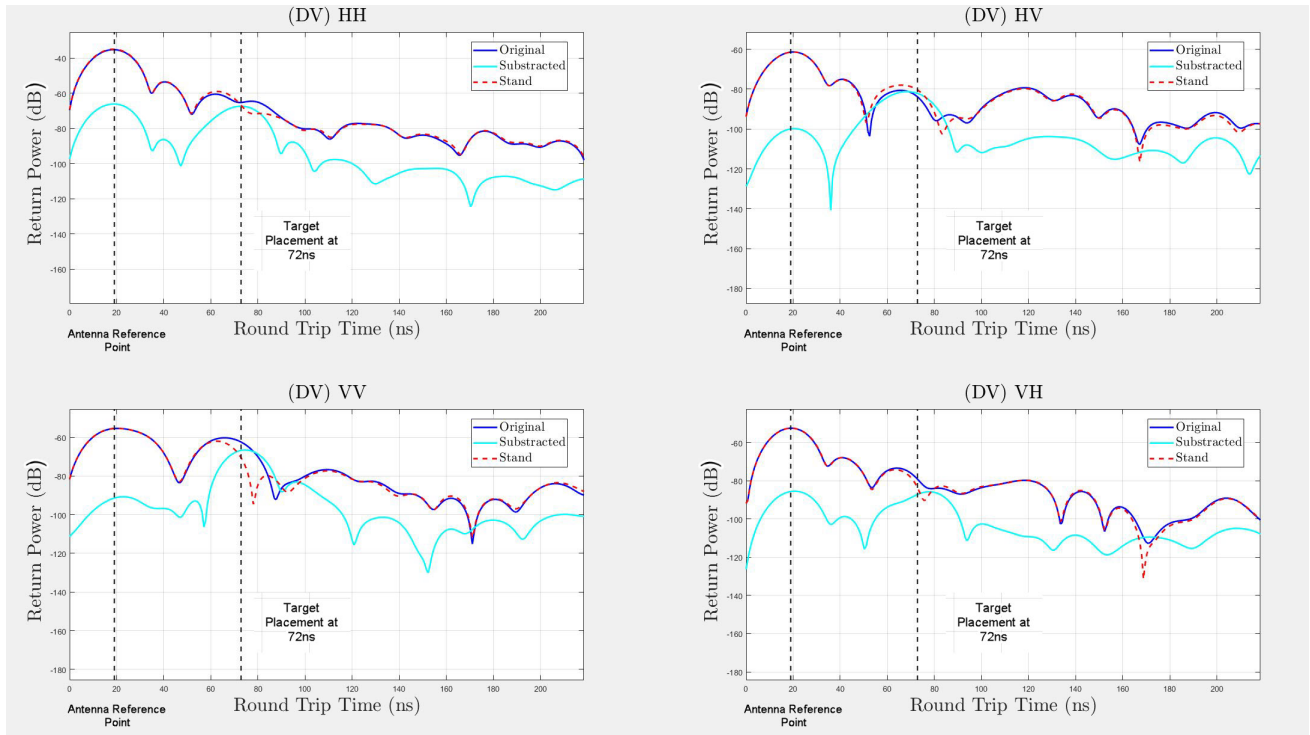 (DV) HH
Return Power (dB)
-40
-60
-80
-100
-120
-140
-160
Original
Substracted
Stand
Target
Placement at
72ns
0 20 40 60 80 100 120 140 160 180 200
Antenna Reference
Point
Round Trip Time (ns)
(DV) HV
Return Power (dB)
-60
-80
-100
-120
-140
-160
-180
Original
Substracted
Stand
Target
Placement at
72ns
0 20 40 60 80 100 120 140 160 180 200
Antenna Reference
Point
Round Trip Time (ns)
(DV) VV
Return Power (dB)
-60
-80
-100
-120
-140
-160
-180
Original
Substracted
Stand
Target
Placement at
72ns
0 20 40 60 80 100 120 140 160 180 200
Antenna Reference
Point
Round Trip Time (ns)
(DV) VH
Return Power (dB)
-60
-80
-100
-120
-140
-160
-180
Original
Substracted
Stand
Target
Placement at
72ns
0 20 40 60 80 100 120 140 160 180 200
Antenna Reference
Point
Round Trip Time (ns)